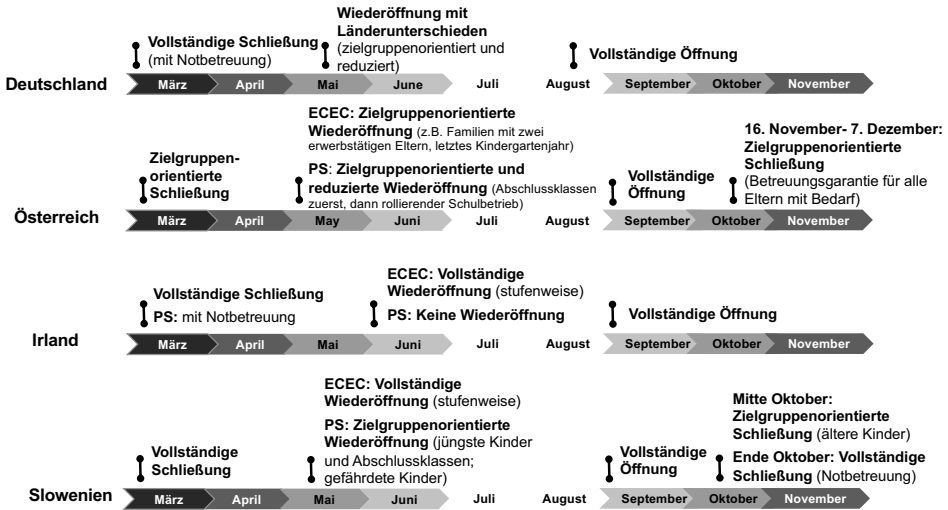 Deutschland
Vollständige Schließung
(mit Notbetreuung)
Wiederöffnung mit
Länderunterschieden
(zielgruppenorientiert und
reduziert)
Vollständige Öffnung
März April Mai June Juli August September Oktober November
Österreich
Zielgruppen-
orientierte
Schließung
ECEC: Zielgruppenorientierte
Wiederöffnung (z.B. Familien mit zwei
erwerbstätigen Eltern, letztes Kindergartenjahr)
PS: Zielgruppenorientierte und
reduzierte Wiederöffnung (Abschlussklassen
zuerst, dann rollierender Schulbetrieb)
Vollständige
Öffnung
16. November- 7. Dezember:
Zielgruppenorientierte
Schließung
(Betreuungsgarantie für alle
Eltern mit Bedarf)
März April May Juni Juli August September Oktober November
Irland
Vollständige Schließung
PS: mit Notbetreuung
ECEC: Vollständige
Wiederöffnung (stufenweise)
PS: Keine Wiederöffnung
Vollständige Öffnung
März April Mai Juni Juli August September Oktober November
Slowenien
Vollständige
Schließung
ECEC: Vollständige
Wiederöffnung (stufenweise)
PS: Zielgruppenorientierte
Wiederöffnung (jüngste Kinder
und Abschlussklassen;
gefährdete Kinder)
Vollständige
Öffnung
Mitte Oktober:
Zielgruppenorientierte
Schließung (ältere Kinder)
Ende Oktober: Vollständige
Schließung (Notbetreuung)
März April Mai Juni Juli August September Oktober November